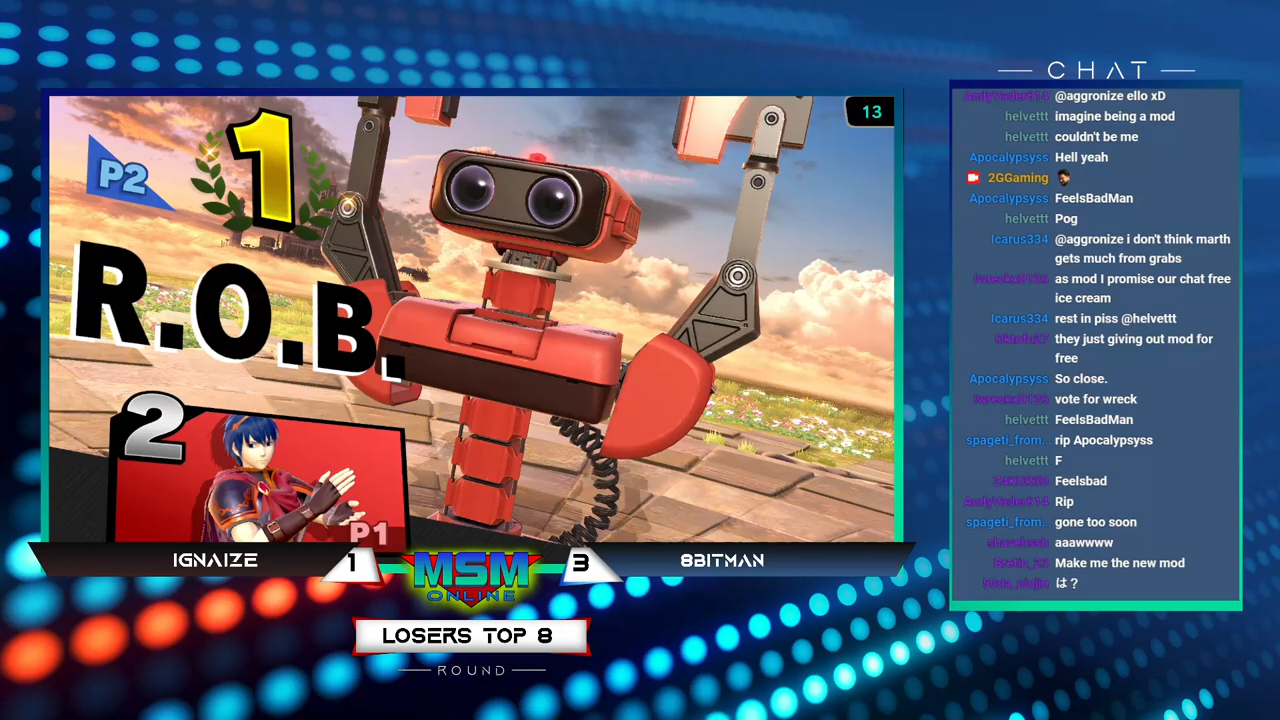 CHAT
@aggronize ello xD
helvettt imagine being a mod
helvettt couldn't be me
Apocalypsyss Hell yeah
2GGaming
Apocalypsyss FeelsBadMan
helvettt Pog
Icarus334 @aggronize i don't think marth
gets much from grabs
as mod I promise our chat free
ice cream
Icarus334 rest in piss @helvettt
they just giving out mod for
free
Apocalypsyss So close.
vote for wreck
helvettt FeelsBadMan
spageti_from... rip Apocalypsyss
helvettt F
Feelsbad
AndyVader614 Rip
spageti_from... gone too soon
aaawwww
Make me the new mod
は？
13
P2
1
R.O.B.
2
P1
IGNAIZE 1 MSM ONLINE 3 8BITMAN
LOSERS TOP 8
ROUND